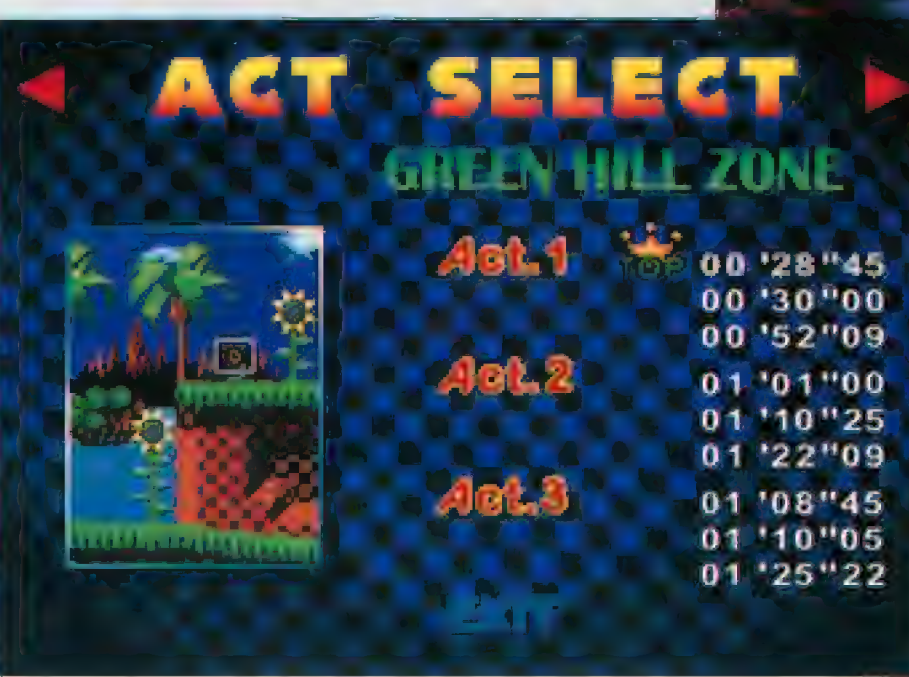 ACT SELECT
GREEN HILL ZONE
Act.1 TOP 00 '28"45
00 '30"00
00 '52"09
Act.2 01 '01"00
01 '10"25
01 '22"09
Act.3 01 '08"45
01 '10"05
01 '25"22
EXIT